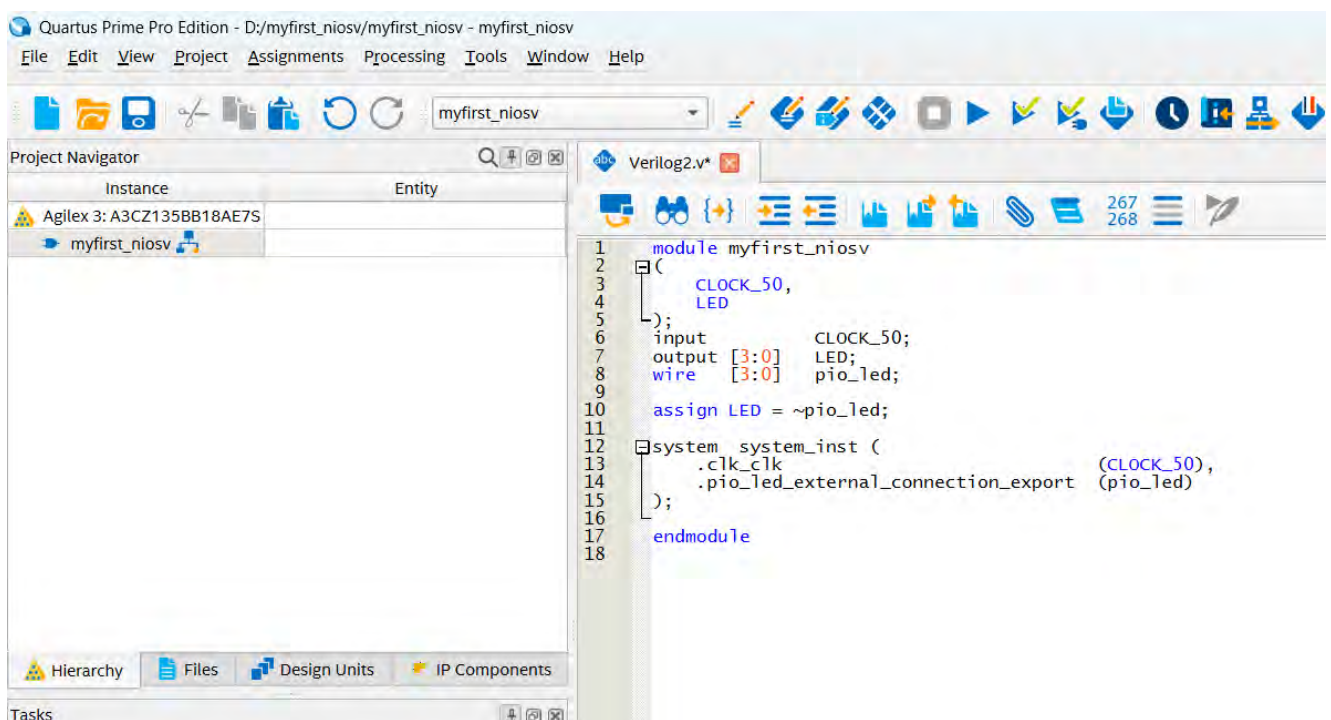 Quartus Prime Pro Edition - D:/myfirst_niosv/myfirst_niosv - myfirst_niosv
File Edit View Project Assignments Processing Tools Window Help
myfirst_niosv
Project Navigator
Instance Entity
Agilex 3: A3CZ135BB18AE7S
myfirst_niosv
Hierarchy Files Design Units IP Components
Tasks
abc Verilog2.v*
267
268
1 module myfirst_niosv
2 (
3 CLOCK_50,
4 LED
5 );
6 input CLOCK_50;
7 output [3:0] LED;
8 wire [3:0] pio_led;
9
10 assign LED = ~pio_led;
11
12 system system_inst (
13 .clk_clk (CLOCK_50),
14 .pio_led_external_connection_export (pio_led)
15 );
16
17 endmodule
18